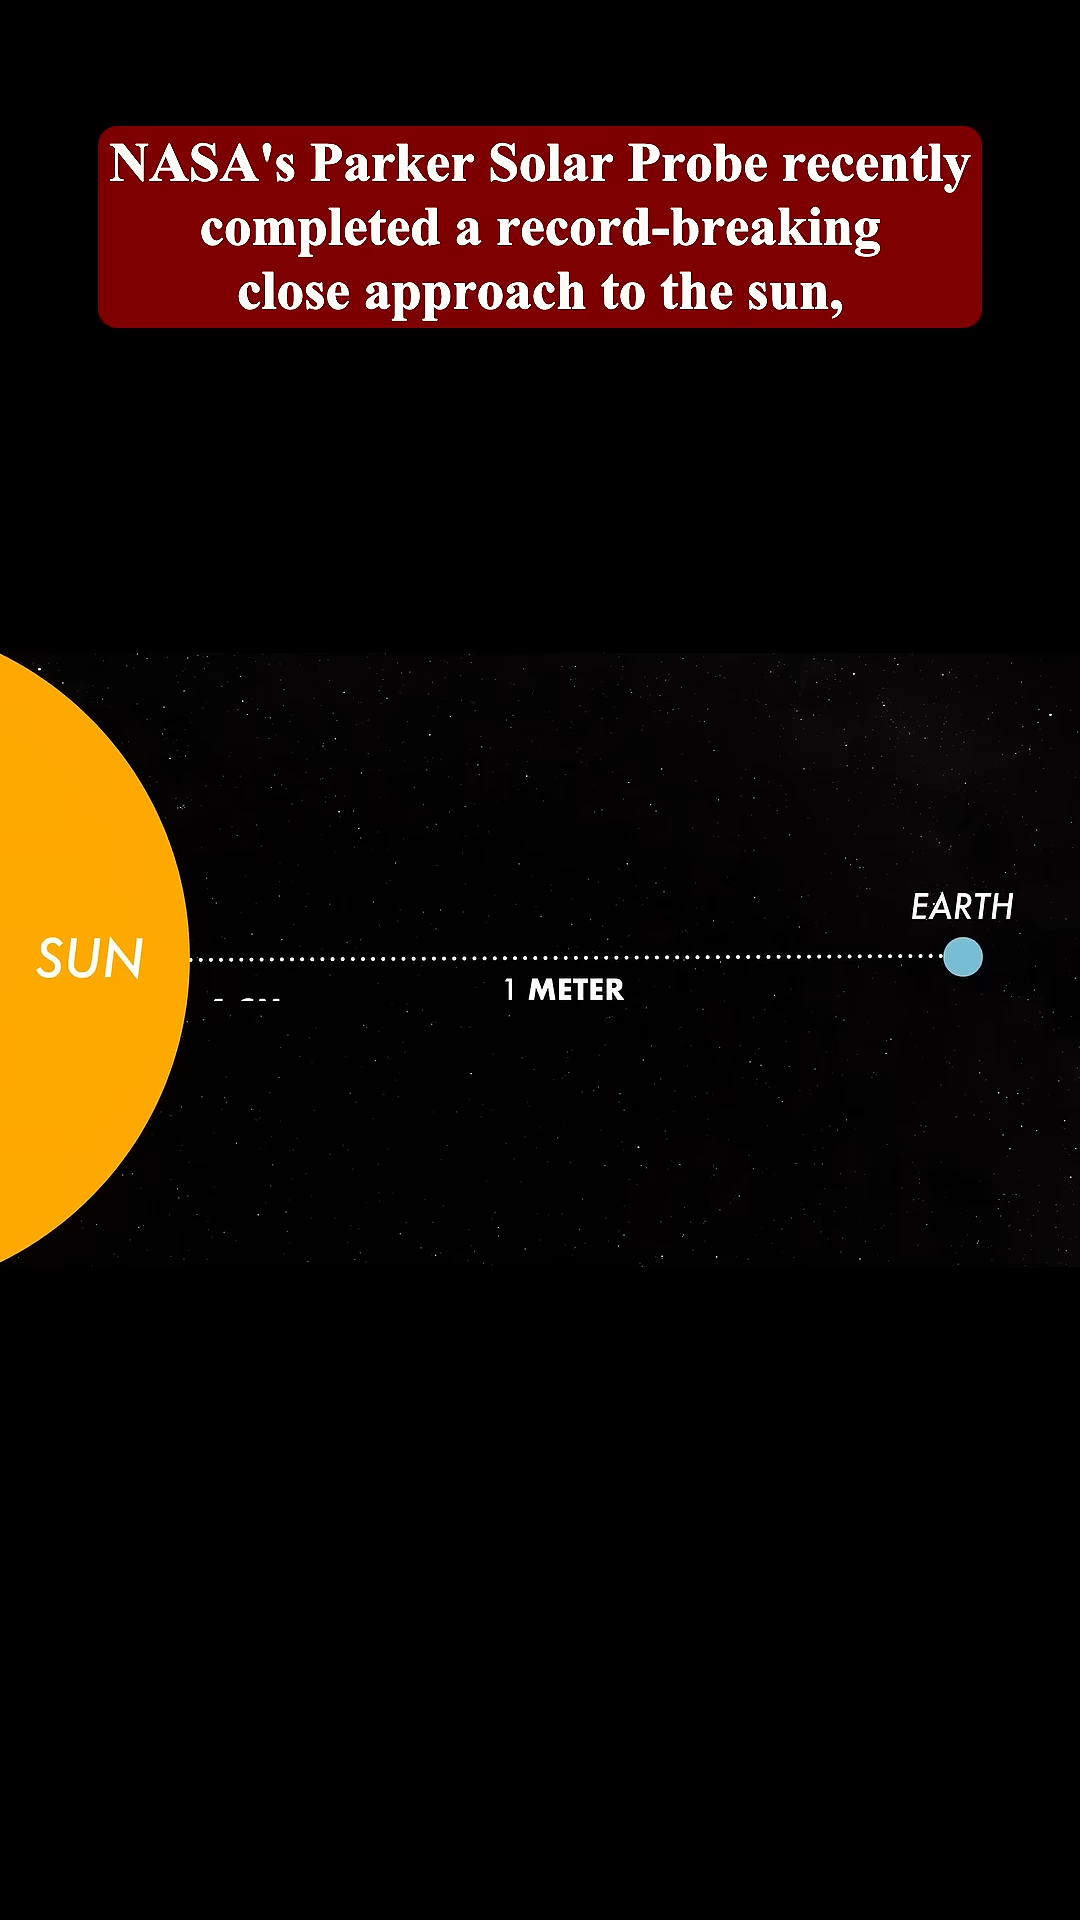 NASA's Parker Solar Probe recently
completed a record-breaking
close approach to the sun,
EARTH
SUN
1 METER